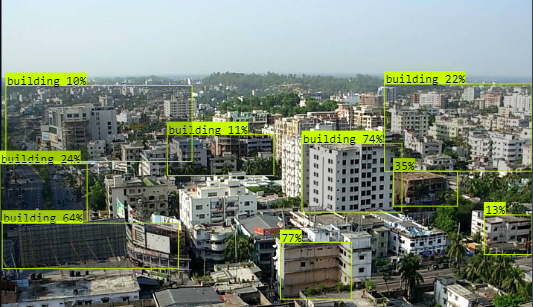 building 10%
building 22%
building 11%
building 74%
building 24%
35%
13%
building 64%
77%